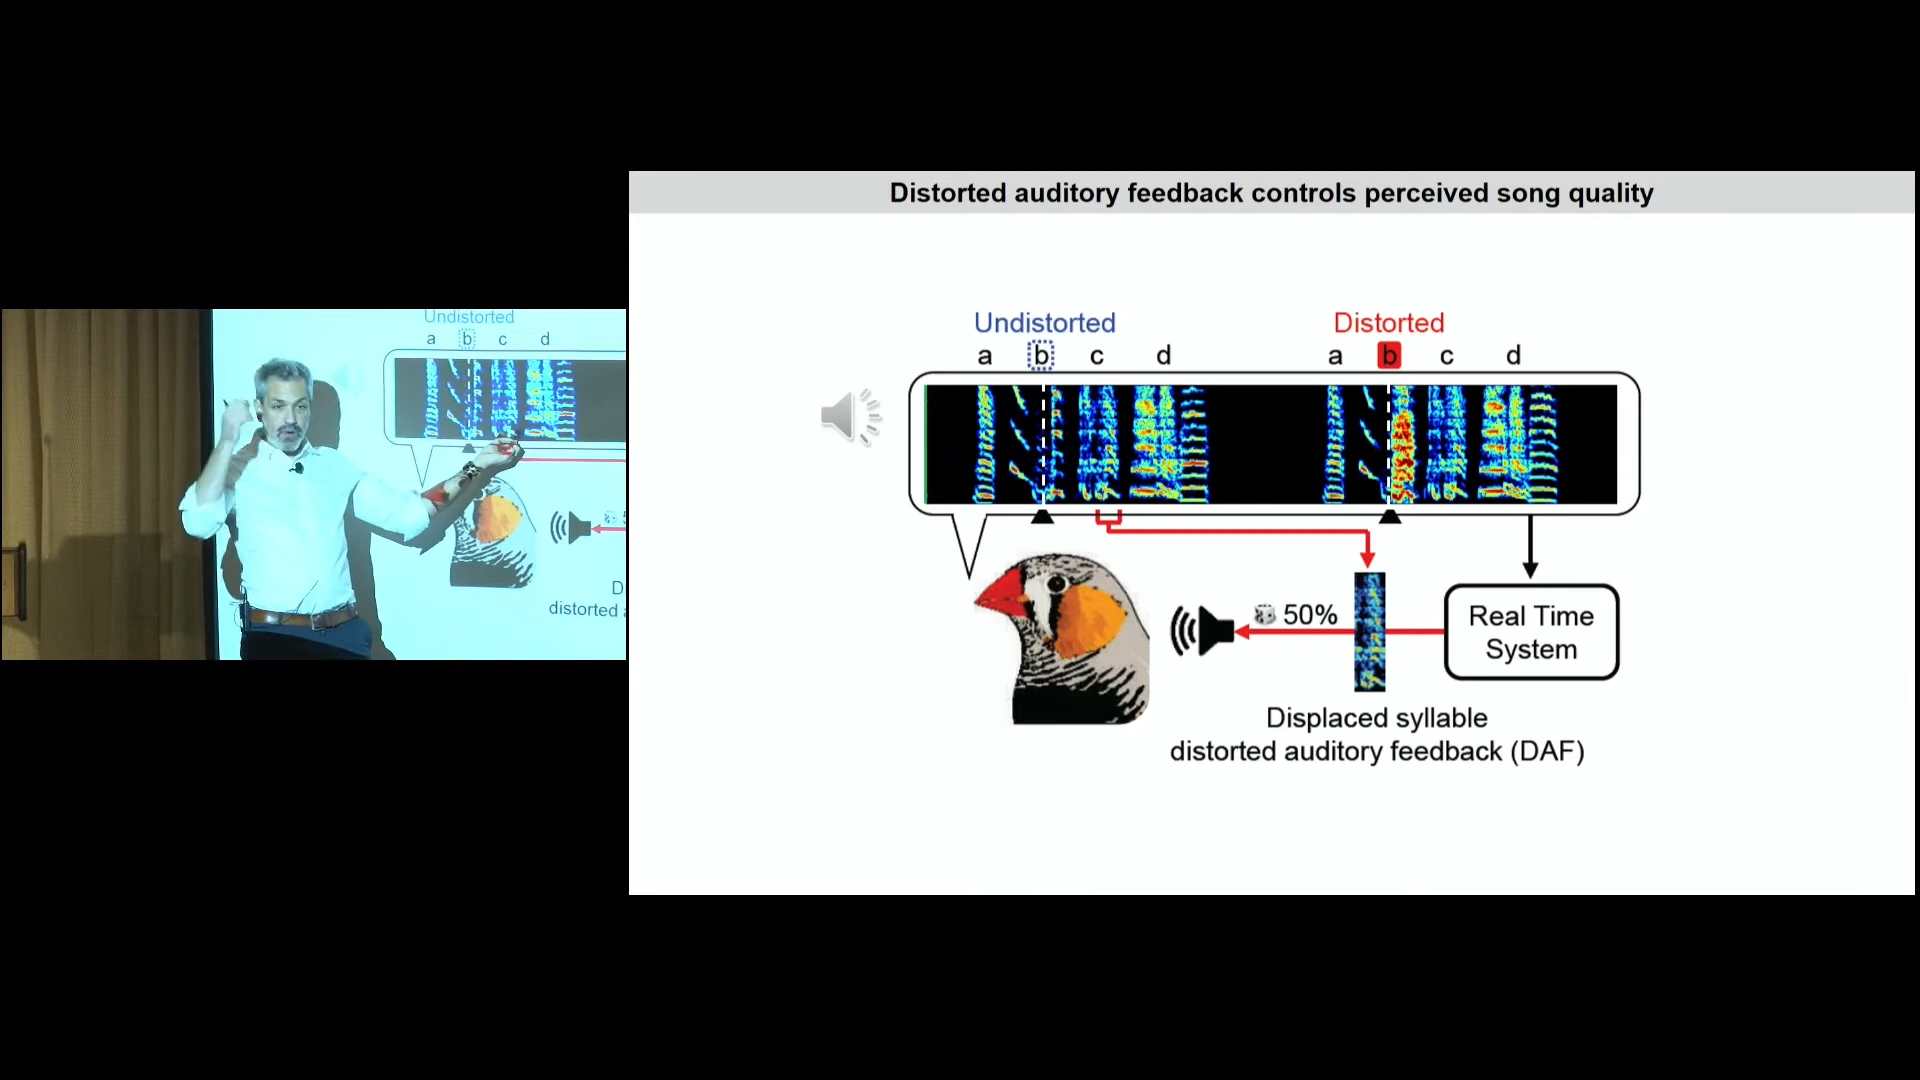 Distorted auditory feedback controls perceived song quality
Undistorted
a b c d
Distorted
a b c d
50%
Real Time
System
Displaced syllable
distorted auditory feedback (DAF)
Undistorted
a b c d
D
distorted